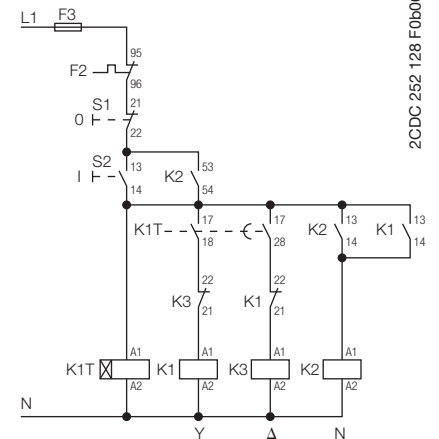 L1 F3
95
F2
96
S1 21
0
22
S2 13 K2 53
I
14 54
K1T 17 17 K2 13 K1 13
18 28 14 14
22 22
K3 K1
21 21
A1 A1 A1 A1
K1T K1 K3 K2
A2 A2 A2 A2
N
Y Δ N
2CDC 252 128 F0b0